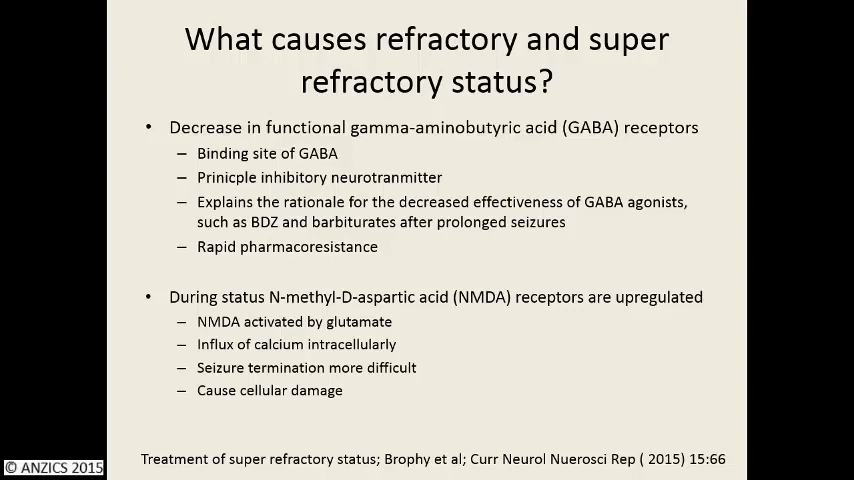 What causes refractory and super
refractory status?
• Decrease in functional gamma-aminobutyric acid (GABA) receptors
– Binding site of GABA
– Prinicple inhibitory neurotranmitter
– Explains the rationale for the decreased effectiveness of GABA agonists,
such as BDZ and barbiturates after prolonged seizures
– Rapid pharmacoresistance
• During status N-methyl-D-aspartic acid (NMDA) receptors are upregulated
– NMDA activated by glutamate
– Influx of calcium intracellularly
– Seizure termination more difficult
– Cause cellular damage
Treatment of super refractory status; Brophy et al; Curr Neurol Nuerosci Rep ( 2015) 15:66
© ANZICS 2015